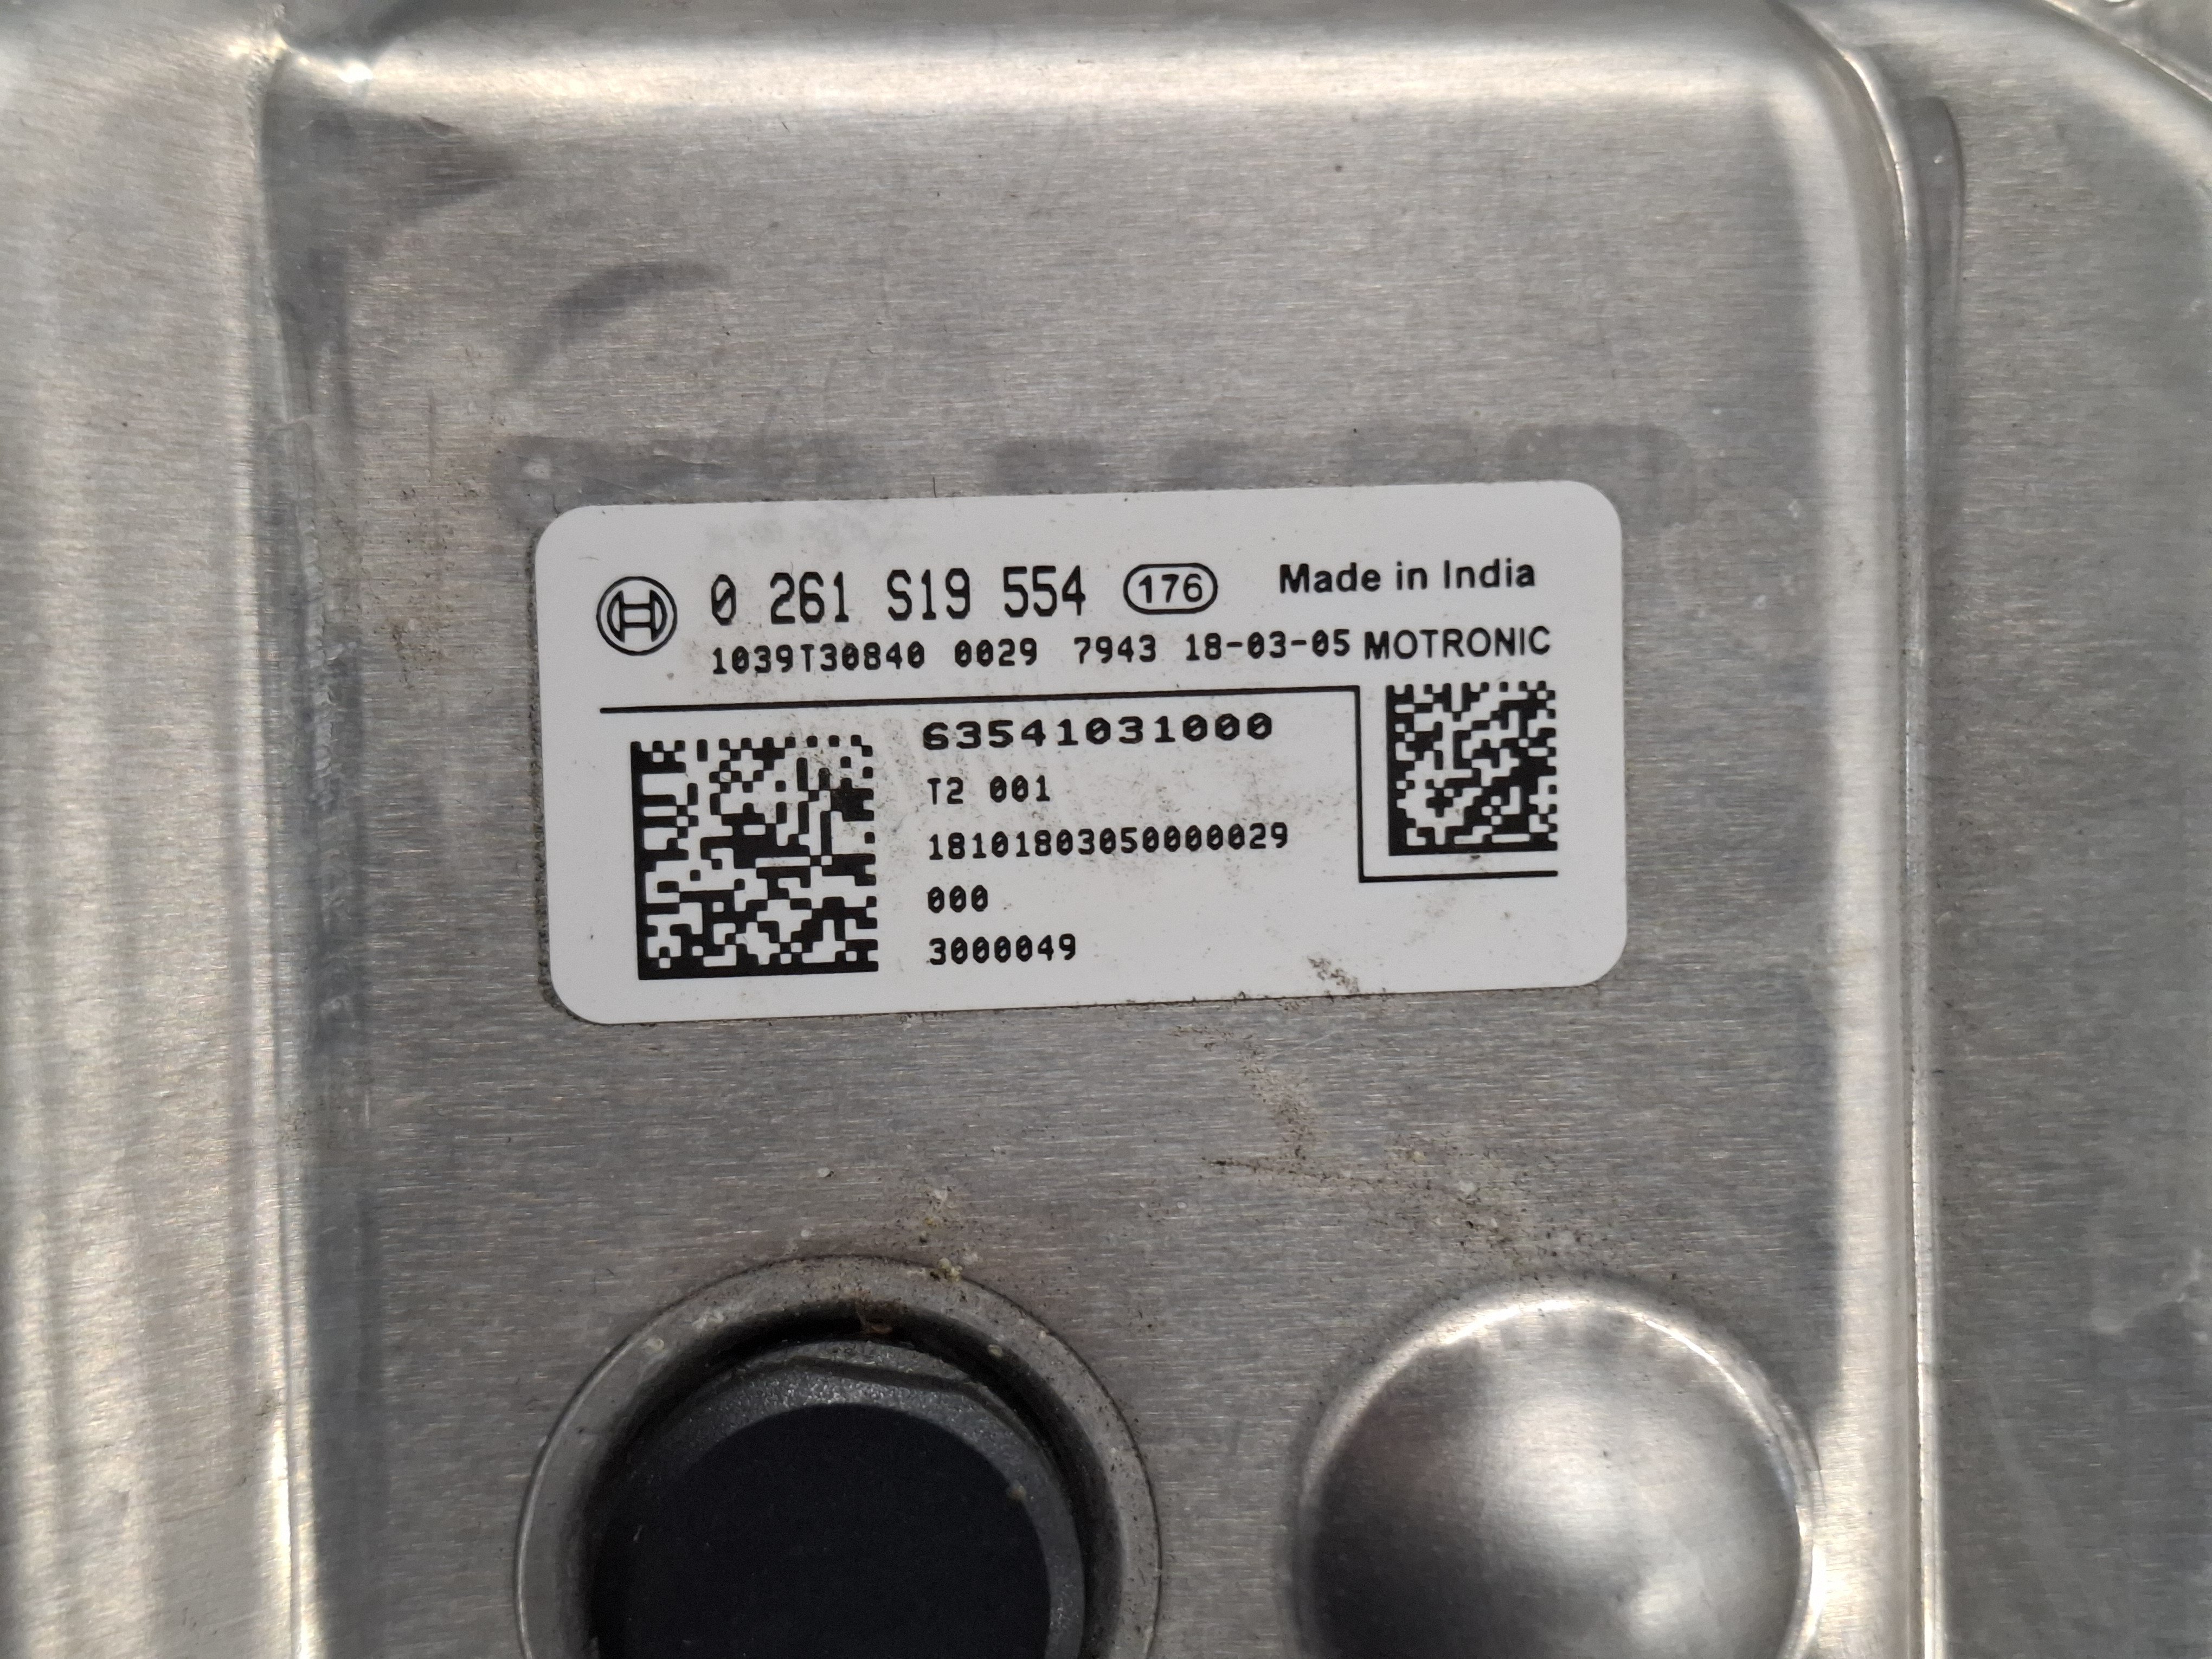 0 261 S19 554 176 Made in India
1039T30840 0029 7943 18-03-05 MOTRONIC
63541031000
T2 001
18101803050000029
000
3000049